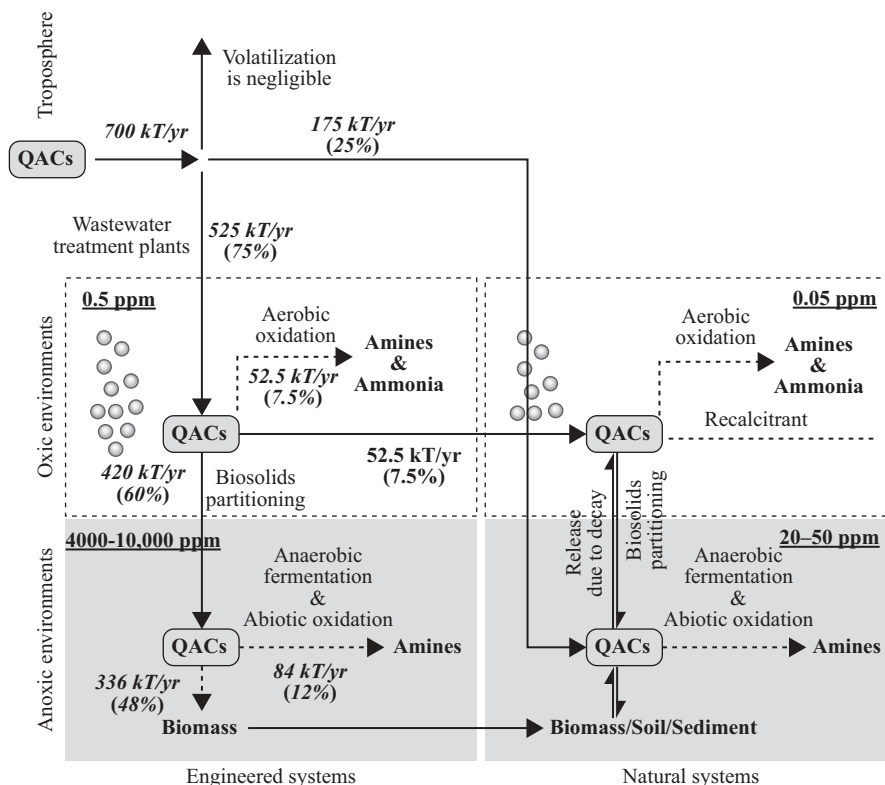 Troposphere
Volatilization
is negligible
QACs
700 kT/yr
175 kT/yr
(25%)
Wastewater
treatment plants
525 kT/yr
(75%)
Oxic environments
0.5 ppm
Aerobic
oxidation
52.5 kT/yr
(7.5%)
Amines
&
Ammonia
QACs
420 kT/yr
(60%)
Biosolids
partitioning
52.5 kT/yr
(7.5%)
0.05 ppm
Aerobic
oxidation
Amines
&
Ammonia
QACs
Recalcitrant
Release
due to decay
Biosolids
partitioning
Anoxic environments
4000-10,000 ppm
Anaerobic
fermentation
&
Abiotic oxidation
QACs
Amines
336 kT/yr
(48%)
84 kT/yr
(12%)
Biomass
20–50 ppm
Anaerobic
fermentation
&
Abiotic oxidation
QACs
Amines
Biomass/Soil/Sediment
Engineered systems
Natural systems